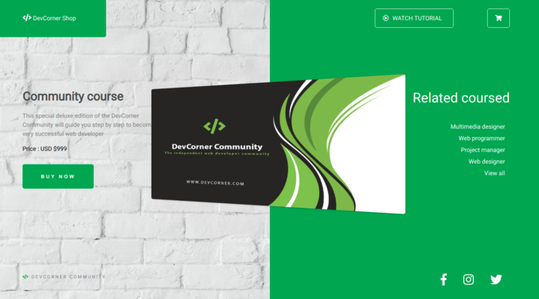 </> DevCorner Shop
WATCH TUTORIAL
Community course
This special deluxe edition of the DevCorner
Community will guide you step by step to become
very successful web developer
Price : USD $999
BUY NOW
</>
DevCorner Community
The independent web developer community
WWW.DEVCORNER.COM
Related coursed
Multimedia designer
Web programmer
Project manager
Web designer
View all
</> DEVCORNER COMMUNITY